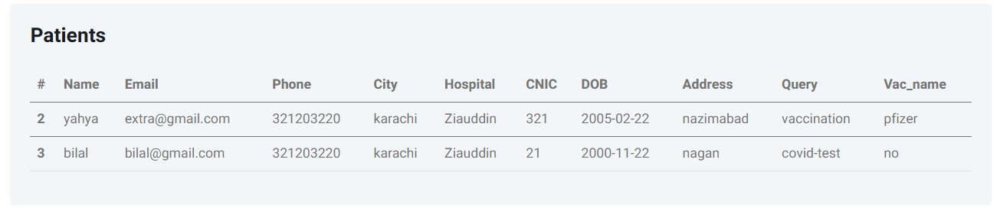 Patients
# Name Email Phone City Hospital CNIC DOB Address Query Vac_name
2 yahya extra@gmail.com 321203220 karachi Ziauddin 321 2005-02-22 nazimabad vaccination pfizer
3 bilal bilal@gmail.com 321203220 karachi Ziauddin 21 2000-11-22 nagan covid-test no